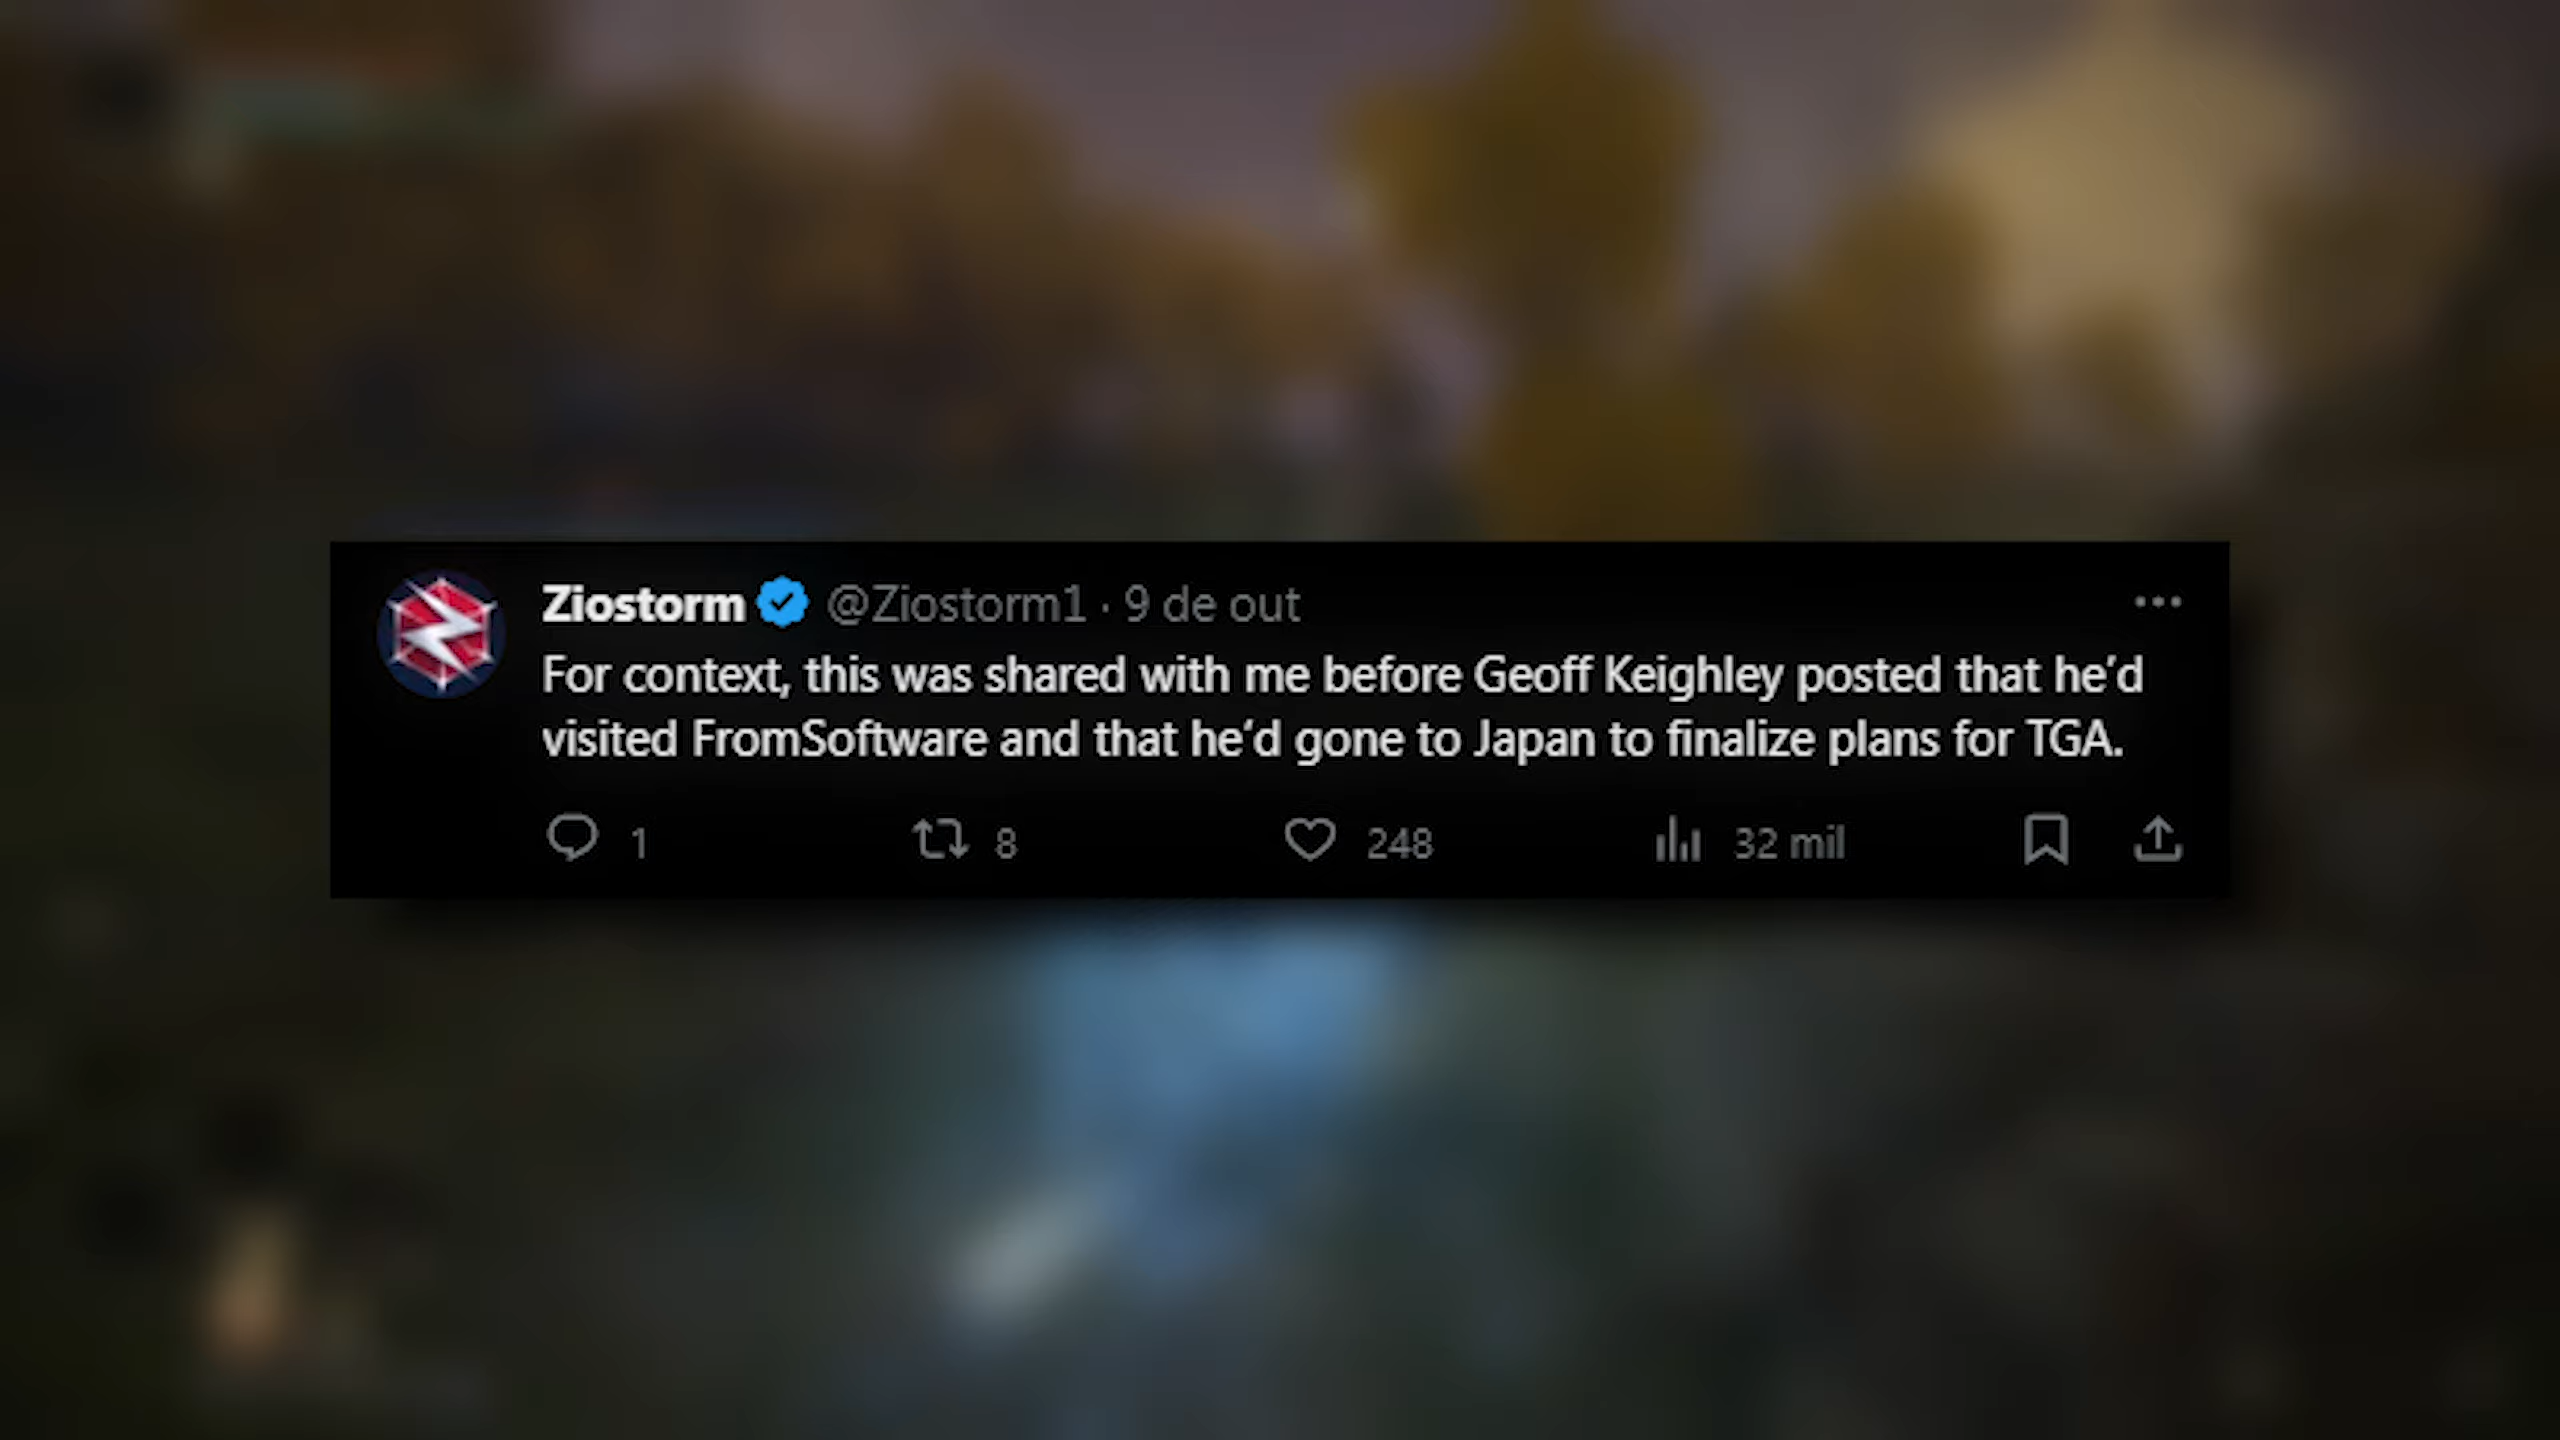 Ziostorm @Ziostorm1 · 9 de out
For context, this was shared with me before Geoff Keighley posted that he’d
visited FromSoftware and that he’d gone to Japan to finalize plans for TGA.
1 8 248 32 mil